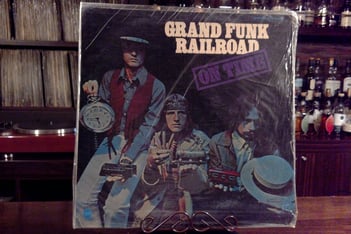 GRAND FUNK
RAILROAD
ON TIME